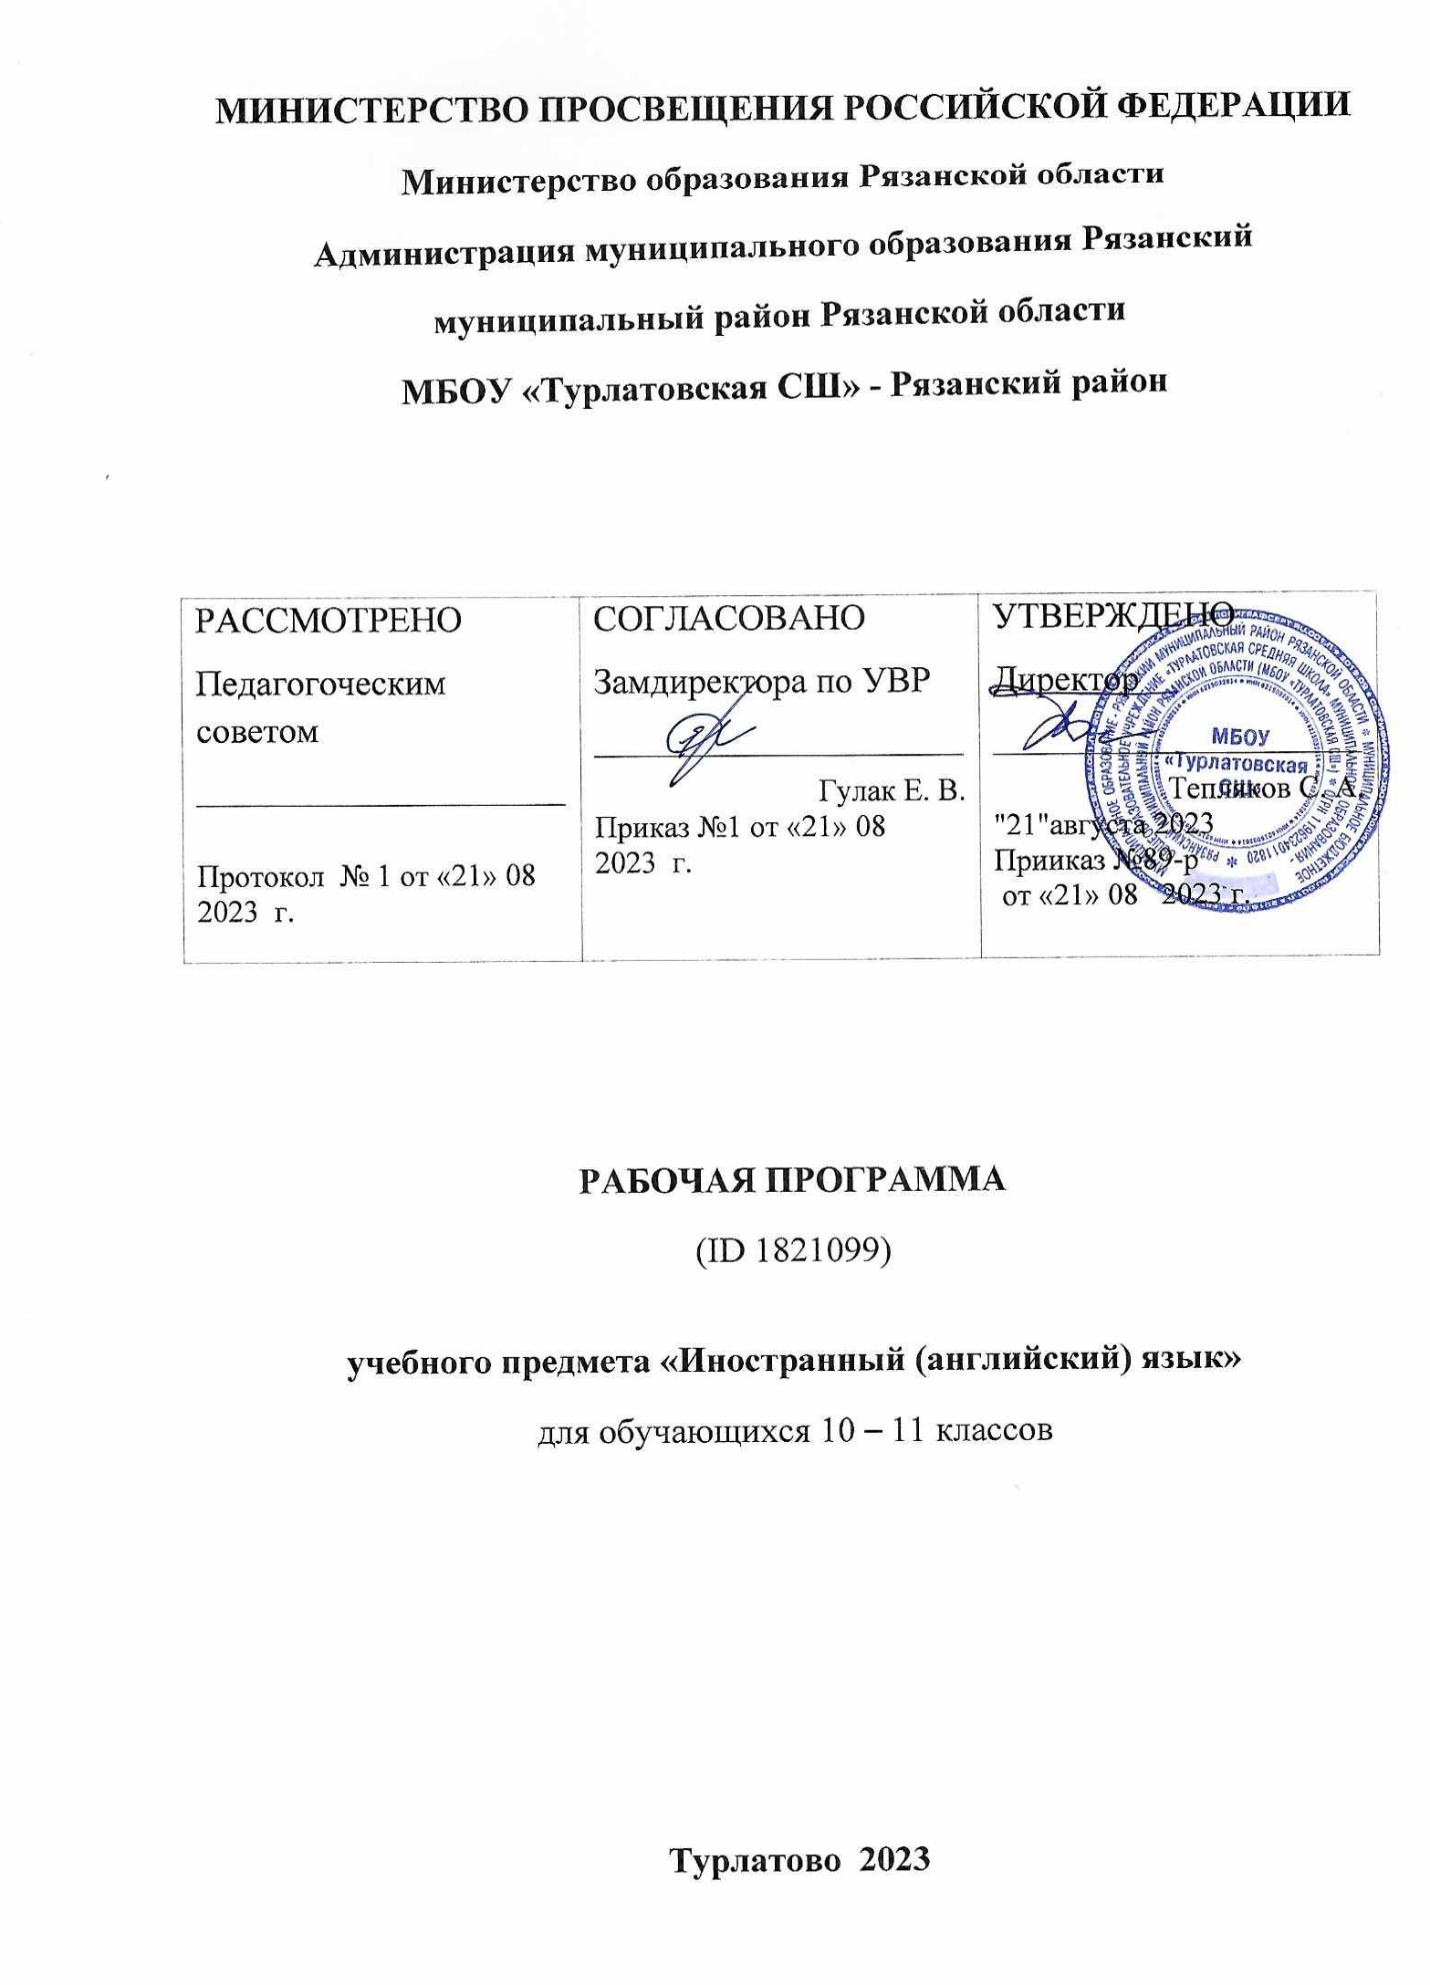 МИНИСТЕРСТВО ПРОСВЕЩЕНИЯ РОССИЙСКОЙ ФЕДЕРАЦИИ
Министерство образования Рязанской области
Администрация муниципального образования Рязанский
муниципальный район Рязанской области
МБОУ «Турлатовская СШ» - Рязанский район
РАССМОТРЕНО
Педагогоческим
советом
Протокол № 1 от «21» 08
2023 г.
СОГЛАСОВАНО
Замдиректора по УВР
Гулак Е. В.
Приказ №1 от «21» 08
2023 г.
УТВЕРЖДЕНО
Директор
Тепляков С. А.
"21"августа 2023
Прииказ №89-р
от «21» 08 2023 г.
МБОУ
«Турлатовская
СШ»
РАБОЧАЯ ПРОГРАММА
(ID 1821099)
учебного предмета «Иностранный (английский) язык»
для обучающихся 10 – 11 классов
Турлатово 2023